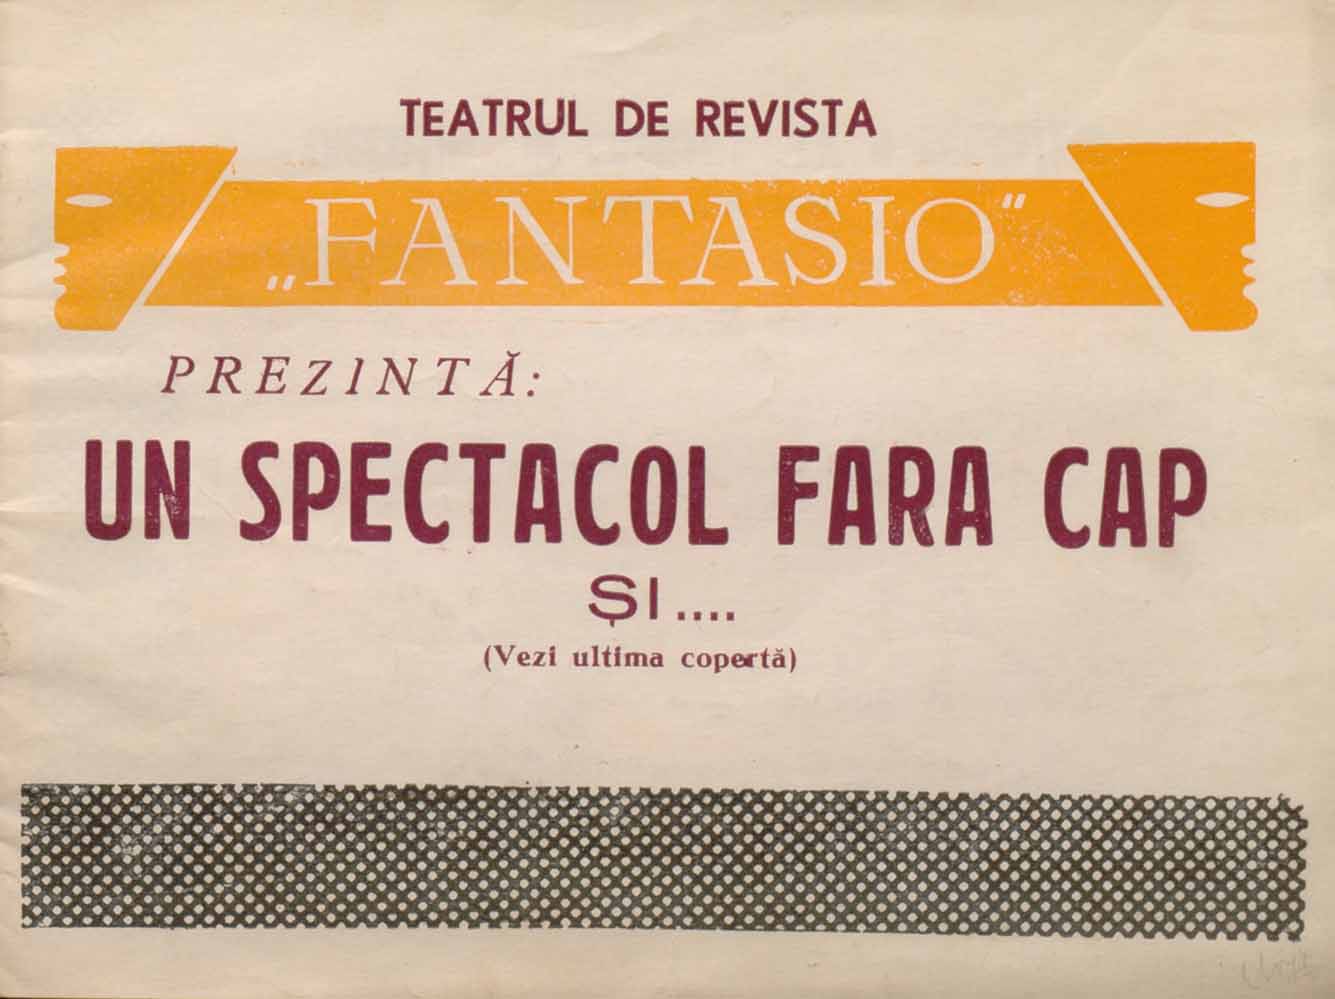 TEATRUL DE REVISTA
„FANTASIO“
PREZINTĂ:
UN SPECTACOL FARA CAP
ȘI....
(Vezi ultima copertă)